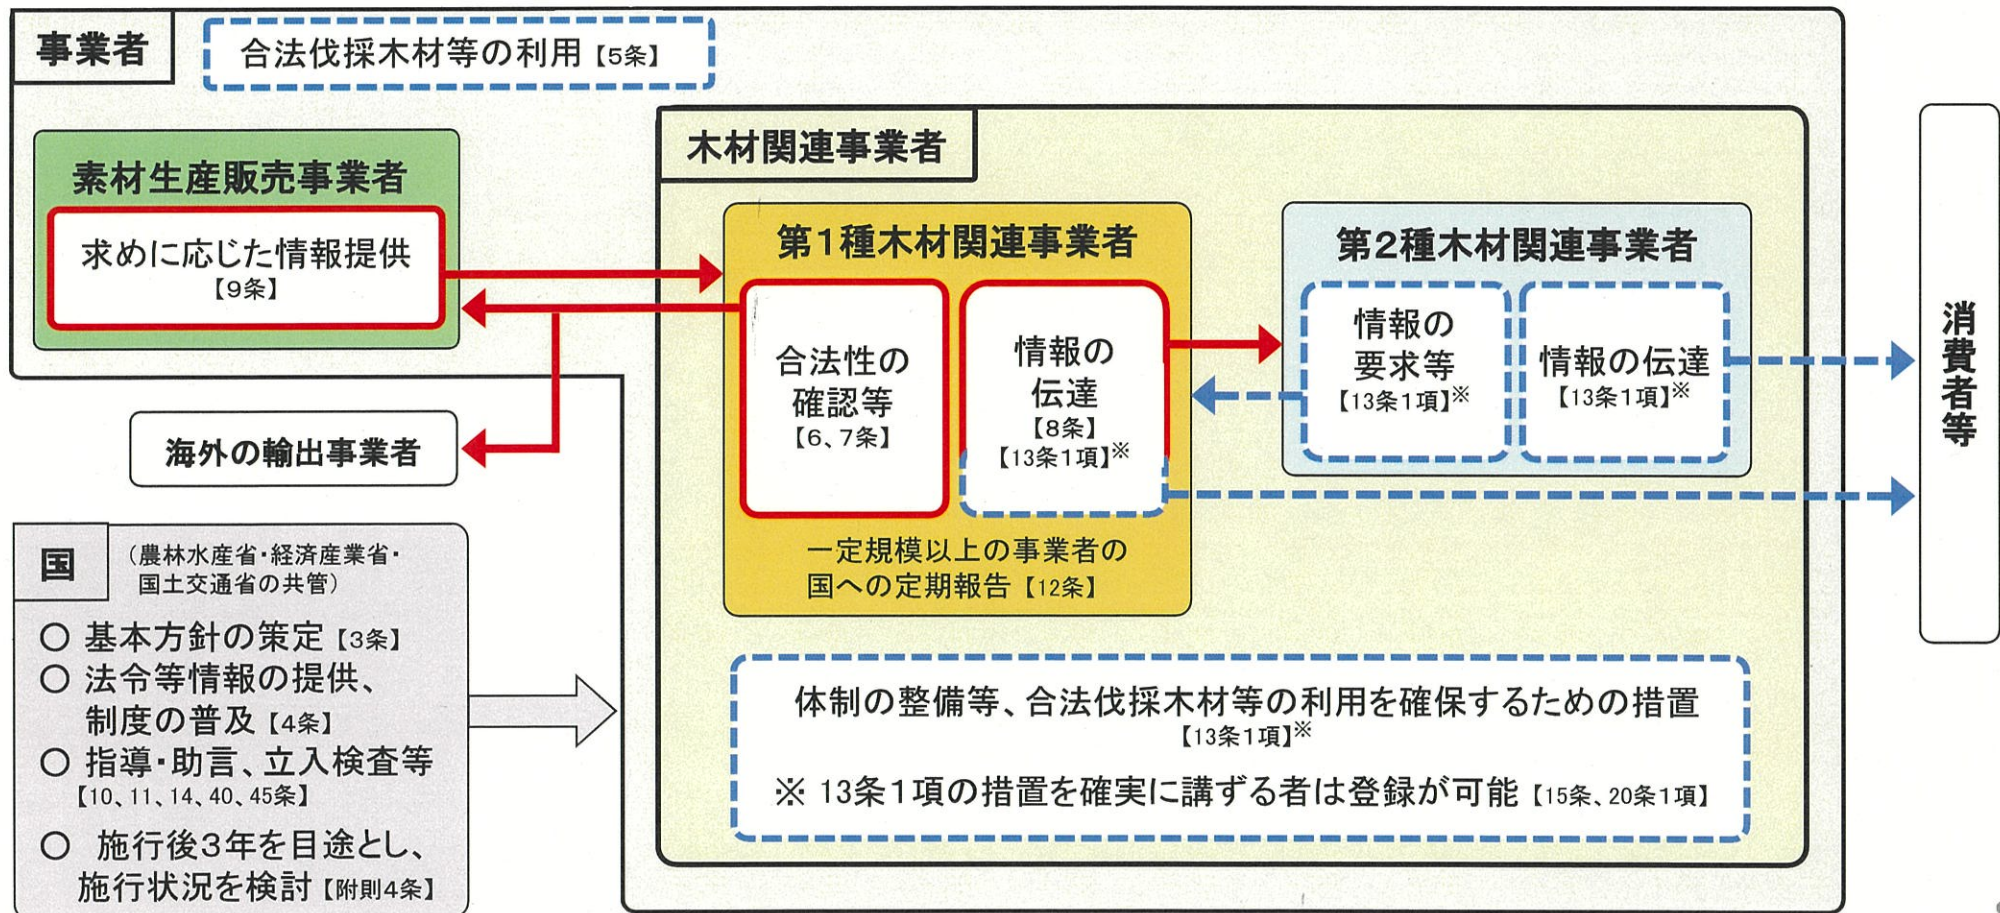 事業者
合法伐採木材等の利用【5条】
素材生産販売事業者
求めに応じた情報提供
【9条】
海外の輸出事業者
国
（農林水産省・経済産業省・
国土交通省の共管）
○ 基本方針の策定【3条】
○ 法令等情報の提供、
制度の普及【4条】
○ 指導・助言、立入検査等
【10、11、14、40、45条】
○ 施行後3年を目途とし、
施行状況を検討【附則4条】
木材関連事業者
第1種木材関連事業者
合法性の
確認等
【6、7条】
情報の
伝達
【8条】
【13条1項】※
一定規模以上の事業者の
国への定期報告【12条】
第2種木材関連事業者
情報の
要求等
【13条1項】※
情報の伝達
【13条1項】※
体制の整備等、合法伐採木材等の利用を確保するための措置
【13条1項】※
※ 13条1項の措置を確実に講ずる者は登録が可能【15条、20条1項】
消費者等